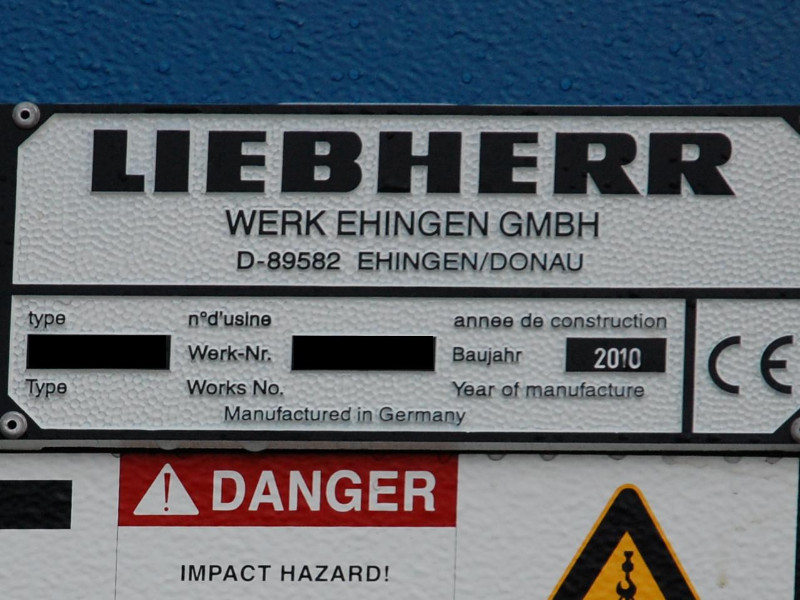 LIEBHERR
WERK EHINGEN GMBH
D-89582 EHINGEN/DONAU
type n°d'usine annee de construction
Werk-Nr. Baujahr 2010
Type Works No. Year of manufacture
Manufactured in Germany
CE
DANGER
IMPACT HAZARD!